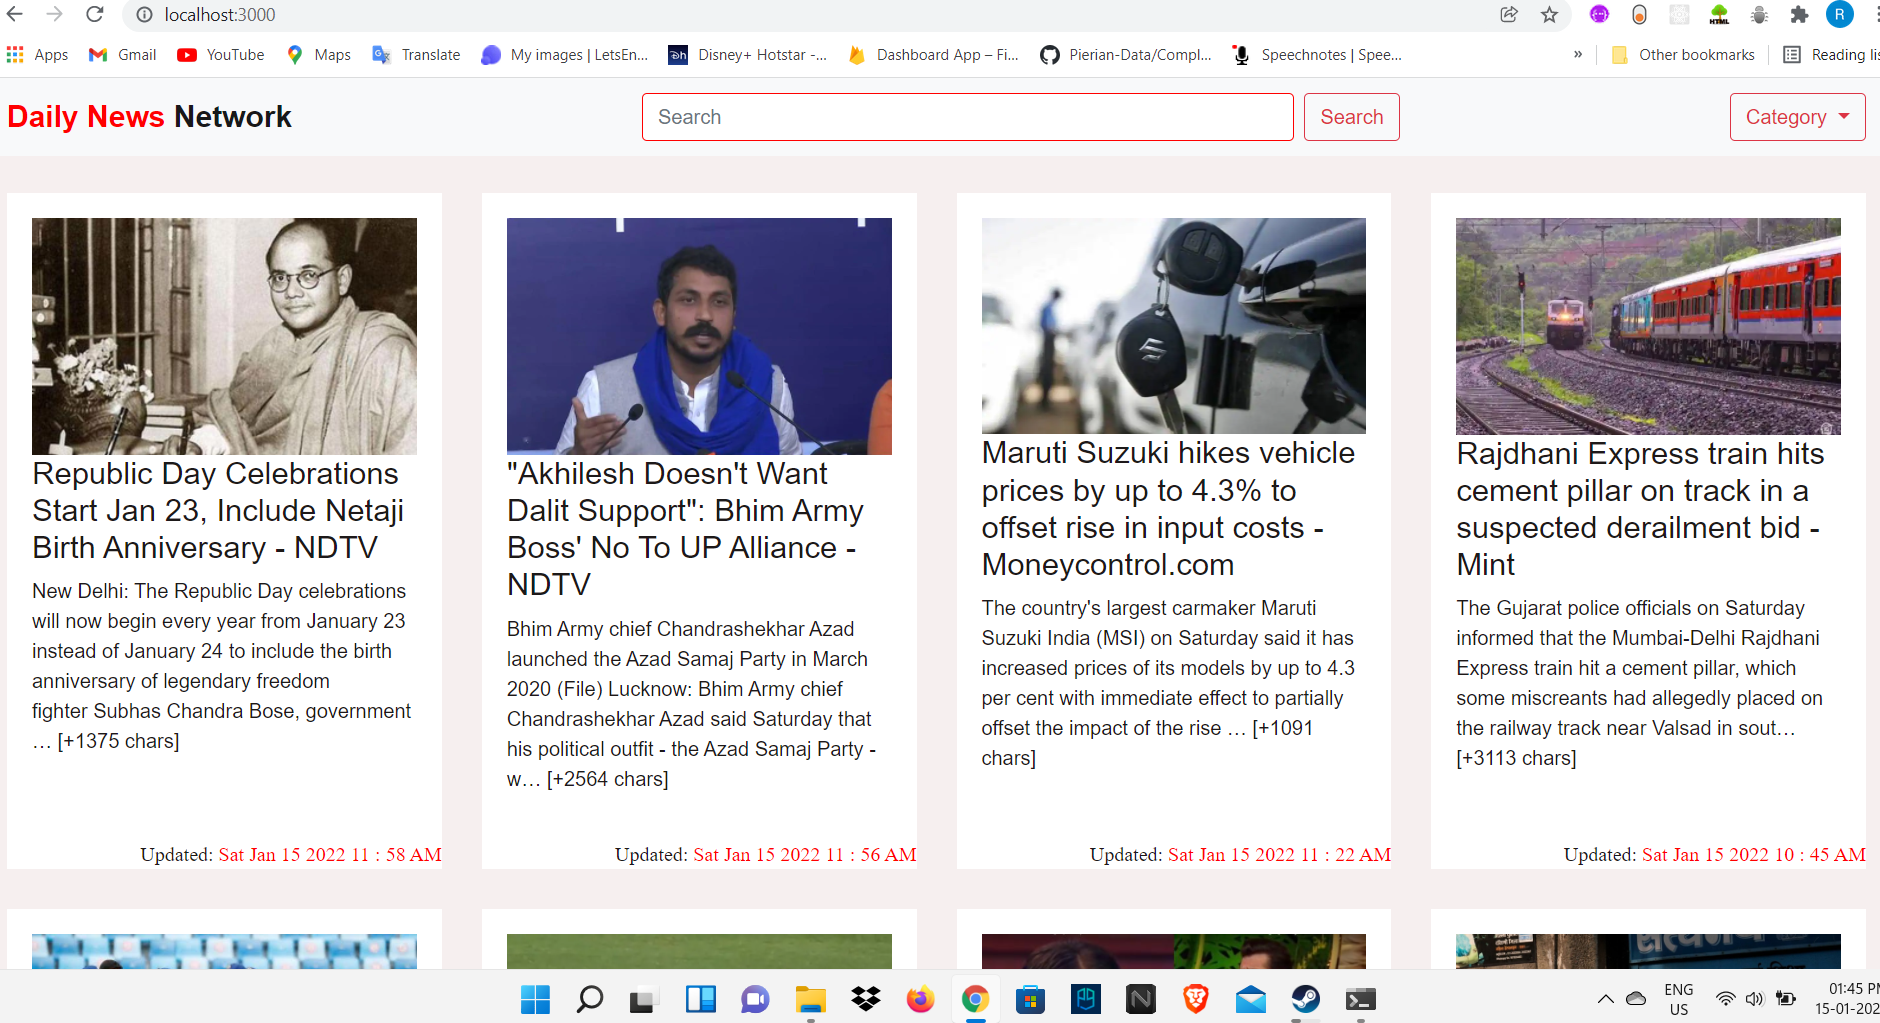 localhost:3000
R
Apps
Gmail
YouTube
Maps
Translate
My images | LetsEn...
Disney+ Hotstar -...
Dashboard App – Fi...
Pierian-Data/Compl...
Speechnotes | Spee...
»
Other bookmarks
Reading lis
Daily News Network
Search
Search
Category
Republic Day Celebrations
Start Jan 23, Include Netaji
Birth Anniversary - NDTV
New Delhi: The Republic Day celebrations
will now begin every year from January 23
instead of January 24 to include the birth
anniversary of legendary freedom
fighter Subhas Chandra Bose, government
… [+1375 chars]
Updated: Sat Jan 15 2022 11 : 58 AM
"Akhilesh Doesn't Want
Dalit Support": Bhim Army
Boss' No To UP Alliance -
NDTV
Bhim Army chief Chandrashekhar Azad
launched the Azad Samaj Party in March
2020 (File) Lucknow: Bhim Army chief
Chandrashekhar Azad said Saturday that
his political outfit - the Azad Samaj Party -
w… [+2564 chars]
Updated: Sat Jan 15 2022 11 : 56 AM
Maruti Suzuki hikes vehicle
prices by up to 4.3% to
offset rise in input costs -
Moneycontrol.com
The country's largest carmaker Maruti
Suzuki India (MSI) on Saturday said it has
increased prices of its models by up to 4.3
per cent with immediate effect to partially
offset the impact of the rise … [+1091
chars]
Updated: Sat Jan 15 2022 11 : 22 AM
Rajdhani Express train hits
cement pillar on track in a
suspected derailment bid -
Mint
The Gujarat police officials on Saturday
informed that the Mumbai-Delhi Rajdhani
Express train hit a cement pillar, which
some miscreants had allegedly placed on
the railway track near Valsad in sout…
[+3113 chars]
Updated: Sat Jan 15 2022 10 : 45 AM
ENG
US
01:45 PM
15-01-202